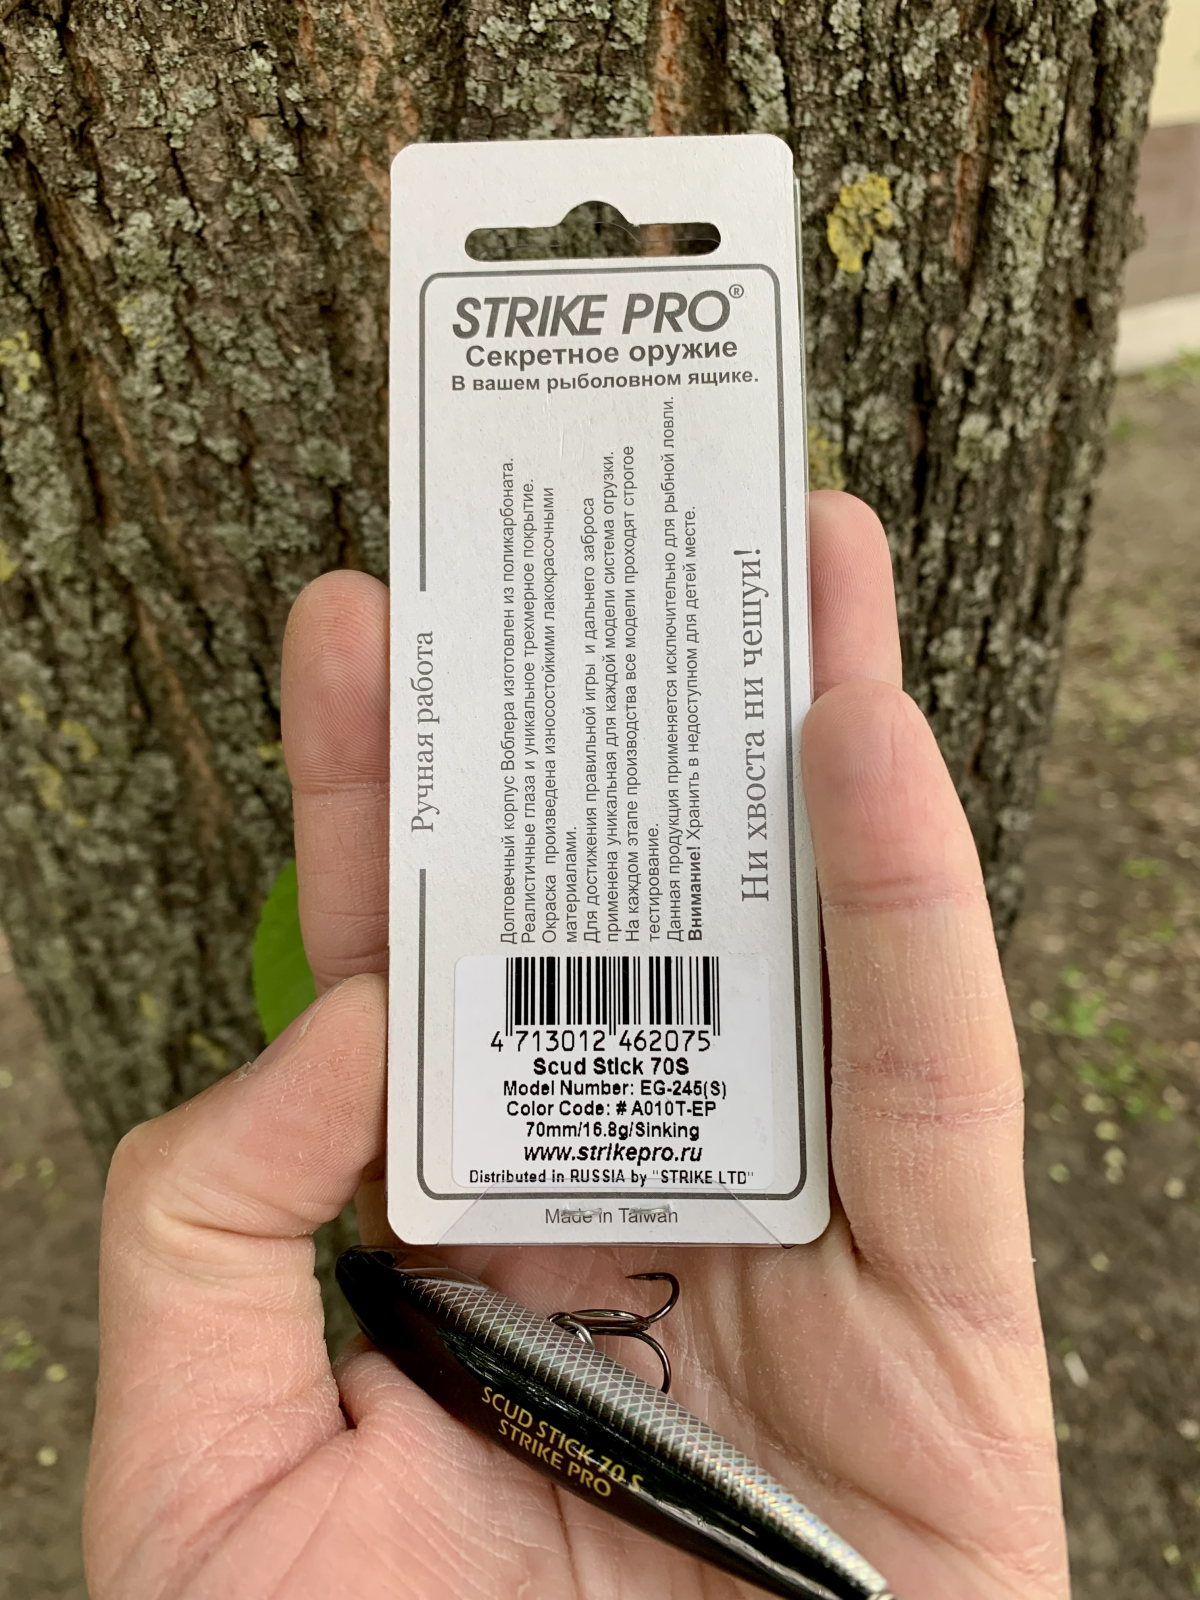 STRIKE PRO®
Секретное оружие
В вашем рыболовном ящике.
Ручная работа
Долговечный корпус Воблера изготовлен из поликарбоната.
Реалистичные глаза и уникальное трехмерное покрытие.
Окраска произведена износостойкими лакокрасочными
материалами.
Для достижения правильной игры и дальнего заброса
применена уникальная для каждой модели система огрузки.
На каждом этапе производства все модели проходят строгое
тестирование.
Данная продукция применяется исключительно для рыбной ловли.
Внимание! Хранить в недоступном для детей месте.
Ни хвоста ни чешуи!
4 713012 462075
Scud Stick 70S
Model Number: EG-245(S)
Color Code: # A010T-EP
70mm/16.8g/Sinking
www.strikepro.ru
Distributed in RUSSIA by "STRIKE LTD"
Made in Taiwan
SCUD STICK 70 S
STRIKE PRO